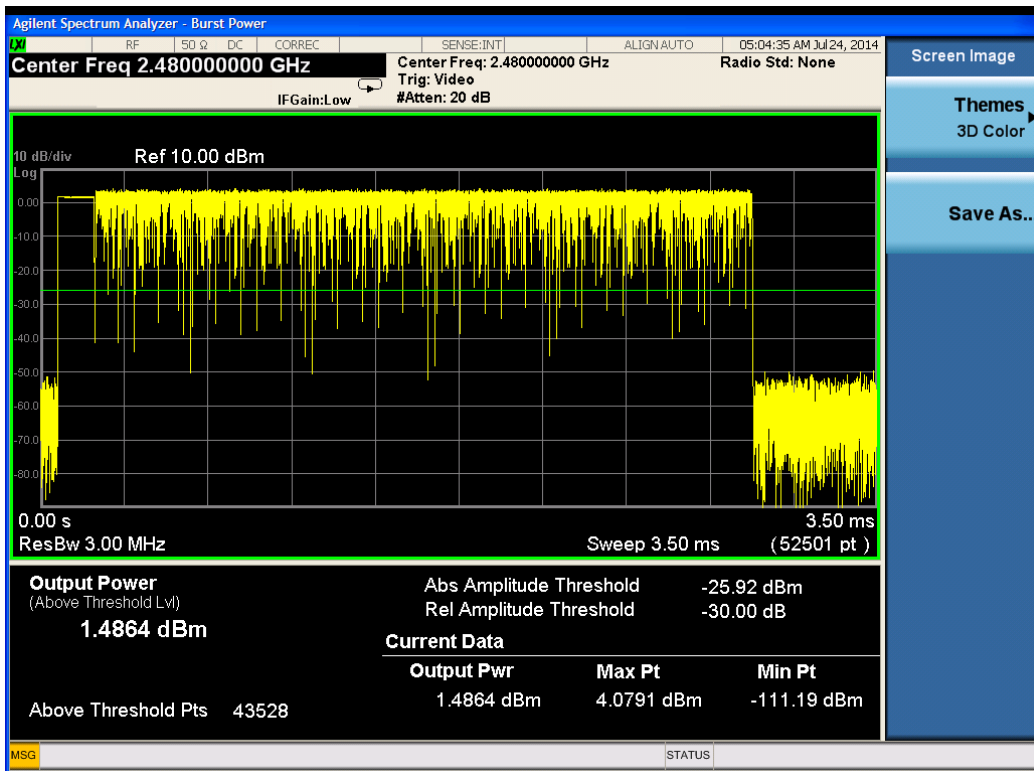 Agilent Spectrum Analyzer - Burst Power
LXI RF 50 Ω DC CORREC SENSE:INT ALIGN AUTO 05:04:35 AM Jul 24, 2014
Center Freq 2.480000000 GHz
Center Freq: 2.480000000 GHz
Radio Std: None
Trig: Video
IFGain:Low
#Atten: 20 dB
Screen Image
Themes
3D Color
Save As..
10 dB/div
Ref 10.00 dBm
Log
0.00
-10.0
-20.0
-30.0
-40.0
-50.0
-60.0
-70.0
-80.0
0.00 s
3.50 ms
ResBw 3.00 MHz
Sweep 3.50 ms
(52501 pt )
Output Power
(Above Threshold Lvl)
1.4864 dBm
Abs Amplitude Threshold -25.92 dBm
Rel Amplitude Threshold -30.00 dB
Current Data
Output Pwr Max Pt Min Pt
1.4864 dBm 4.0791 dBm -111.19 dBm
Above Threshold Pts 43528
MSG
STATUS